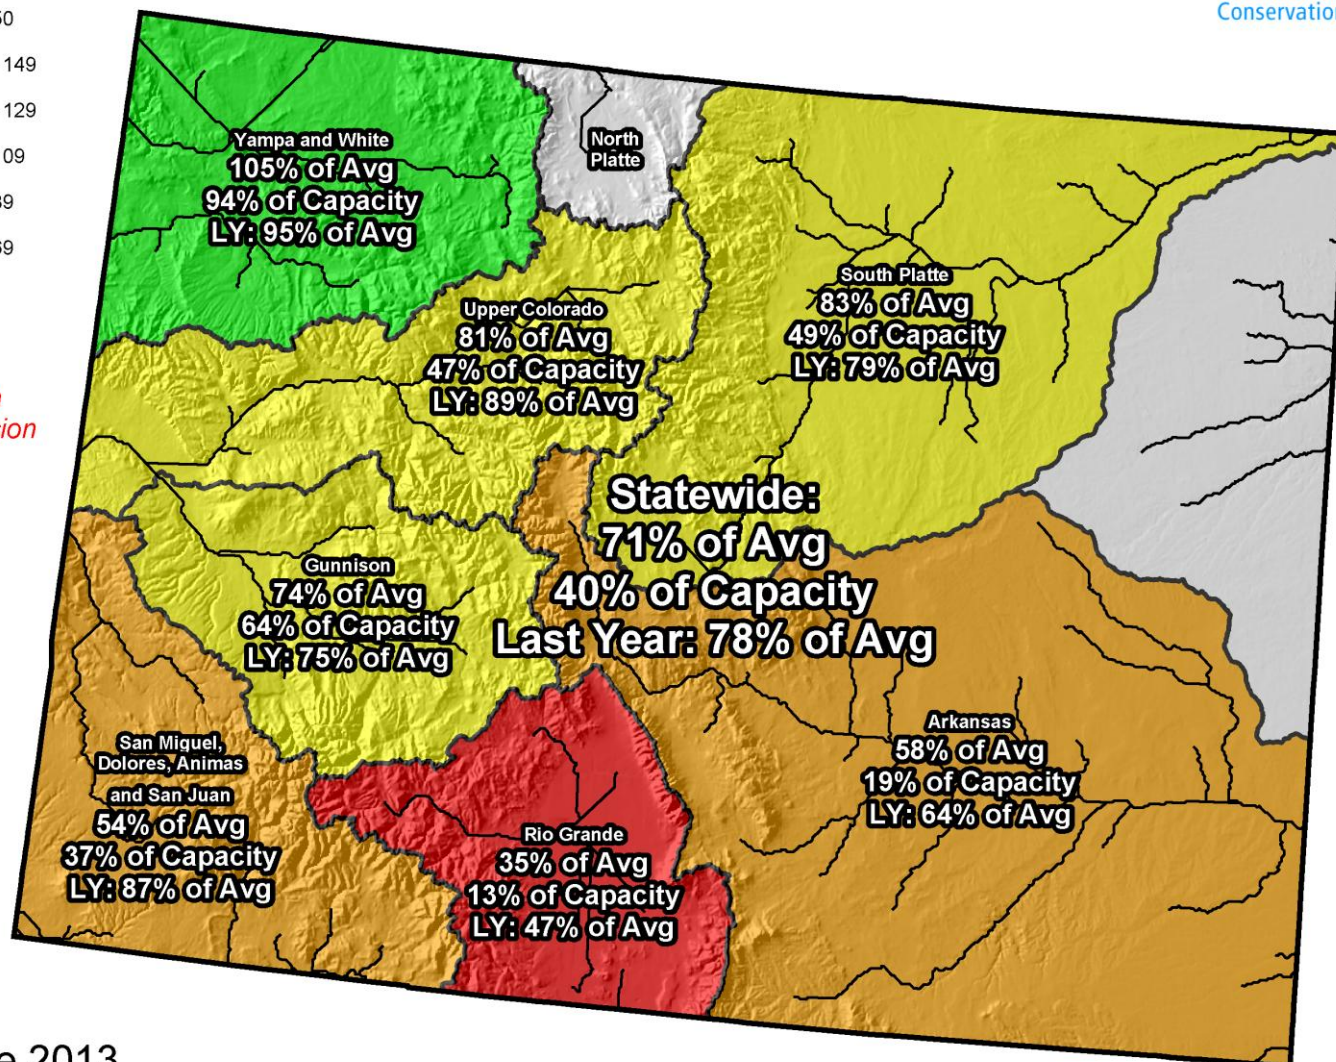 149
129
Conservation
Yampa and White
105% of Avg
94% of Capacity
LY: 95% of Avg
North
Platte
South Platte
83% of Avg
49% of Capacity
LY: 79% of Avg
Upper Colorado
81% of Avg
47% of Capacity
LY: 89% of Avg
Statewide:
71% of Avg
40% of Capacity
Last Year: 78% of Avg
Gunnison
74% of Avg
64% of Capacity
LY: 75% of Avg
Arkansas
58% of Avg
19% of Capacity
LY: 64% of Avg
San Miguel,
Dolores, Animas
and San Juan
54% of Avg
37% of Capacity
LY: 87% of Avg
Rio Grande
35% of Avg
13% of Capacity
LY: 47% of Avg
2013